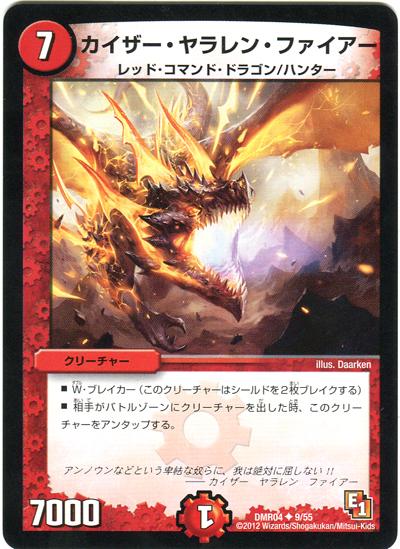 7
カイザー・ヤラレン・ファイアー
レッド・コマンド・ドラゴン/ハンター
クリーチャー
illus. Daarken
■ W・ブレイカー (このクリーチャーはシールドを2枚ブレイクする)
■ 相手がバトルゾーンにクリーチャーを出した時、このクリー
チャーをアンタップする。
アンノウンなどという卑怯な奴らに、我は絶対に屈しない!!
―― カイザー ヤラレン ファイアー
7000
1
E1
DMR04 ◆ 9/55
©2012 Wizards/Shogakukan/Mitsui-Kids